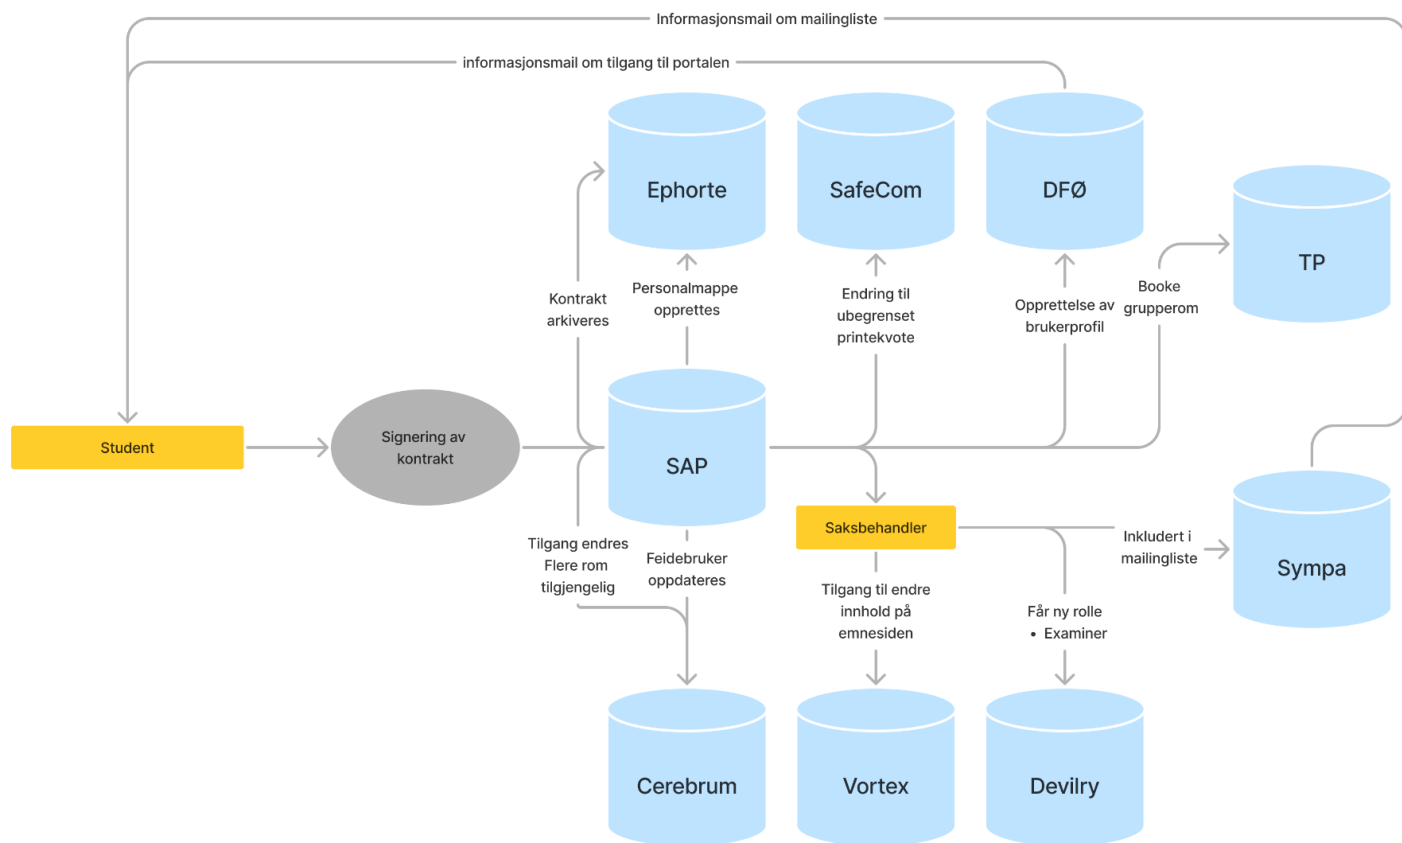 Informasjonsmail om mailingliste
informasjonsmail om tilgang til portalen
Ephorte
SafeCom
DFØ
TP
Kontrakt
arkiveres
Personalmappe
opprettes
Endring til
ubegrenset
printekvote
Opprettelse av
brukerprofil
Booke
grupperom
Student
Signering av
kontrakt
SAP
Saksbehandler
Tilgang endres
Flere rom
tilgjengelig
Feidebruker
oppdateres
Inkludert i
mailingliste
Sympa
Tilgang til endre
innhold på
emnesiden
Får ny rolle
• Examiner
Cerebrum
Vortex
Devilry